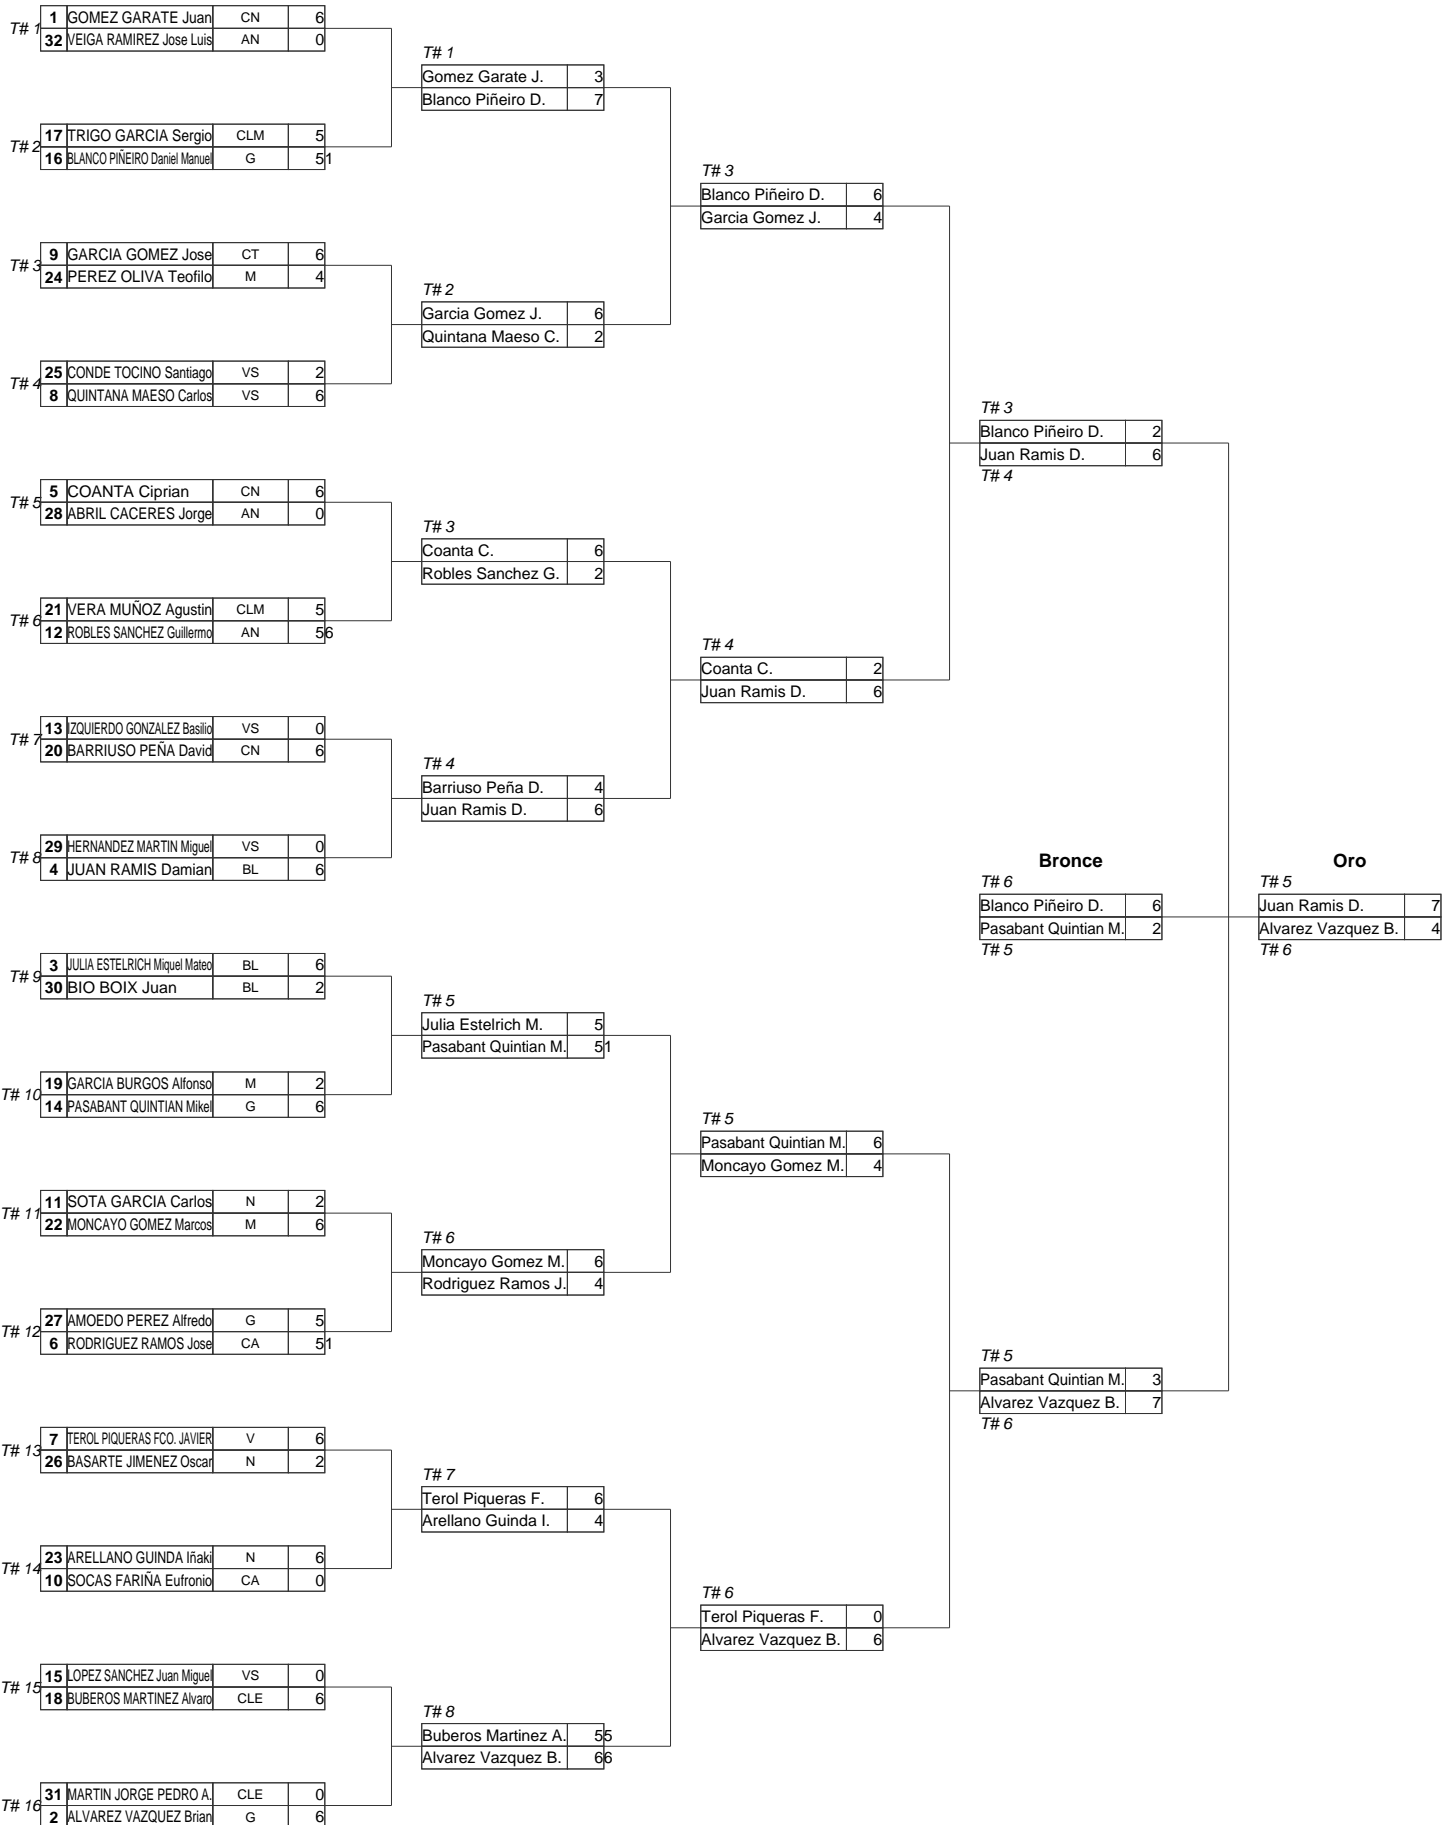 T# 1
1 GOMEZ GARATE Juan CN 6
32 VEIGA RAMIREZ Jose Luis AN 0
T# 2
17 TRIGO GARCIA Sergio CLM 5
16 BLANCO PIÑEIRO Daniel Manuel G 51
T# 3
9 GARCIA GOMEZ Jose CT 6
24 PEREZ OLIVA Teofilo M 4
T# 4
25 CONDE TOCINO Santiago VS 2
8 QUINTANA MAESO Carlos VS 6
T# 5
5 COANTA Ciprian CN 6
28 ABRIL CACERES Jorge AN 0
T# 6
21 VERA MUÑOZ Agustin CLM 5
12 ROBLES SANCHEZ Guillermo AN 56
T# 7
13 IZQUIERDO GONZALEZ Basilio VS 0
20 BARRIUSO PEÑA David CN 6
T# 8
29 HERNANDEZ MARTIN Miguel VS 0
4 JUAN RAMIS Damian BL 6
T# 9
3 JULIA ESTELRICH Miquel Mateo BL 6
30 BIO BOIX Juan BL 2
T# 10
19 GARCIA BURGOS Alfonso M 2
14 PASABANT QUINTIAN Mikel G 6
T# 11
11 SOTA GARCIA Carlos N 2
22 MONCAYO GOMEZ Marcos M 6
T# 12
27 AMOEDO PEREZ Alfredo G 5
6 RODRIGUEZ RAMOS Jose CA 51
T# 13
7 TEROL PIQUERAS FCO. JAVIER V 6
26 BASARTE JIMENEZ Oscar N 2
T# 14
23 ARELLANO GUINDA Iñaki N 6
10 SOCAS FARIÑA Eufronio CA 0
T# 15
15 LOPEZ SANCHEZ Juan Miguel VS 0
18 BUBEROS MARTINEZ Alvaro CLE 6
T# 16
31 MARTIN JORGE PEDRO A. CLE 0
2 ALVAREZ VAZQUEZ Brian G 6
T# 1
Gomez Garate J. 3
Blanco Piñeiro D. 7
T# 2
Garcia Gomez J. 6
Quintana Maeso C. 2
T# 3
Coanta C. 6
Robles Sanchez G. 2
T# 4
Barriuso Peña D. 4
Juan Ramis D. 6
T# 5
Julia Estelrich M. 5
Pasabant Quintian M. 51
T# 6
Moncayo Gomez M. 6
Rodriguez Ramos J. 4
T# 7
Terol Piqueras F. 6
Arellano Guinda I. 4
T# 8
Buberos Martinez A. 55
Alvarez Vazquez B. 66
T# 3
Blanco Piñeiro D. 6
Garcia Gomez J. 4
T# 4
Coanta C. 2
Juan Ramis D. 6
T# 5
Pasabant Quintian M. 6
Moncayo Gomez M. 4
T# 6
Terol Piqueras F. 0
Alvarez Vazquez B. 6
T# 3
Blanco Piñeiro D. 2
Juan Ramis D. 6
T# 4
T# 5
Pasabant Quintian M. 3
Alvarez Vazquez B. 7
T# 6
Bronce
T# 6
Blanco Piñeiro D. 6
Pasabant Quintian M. 2
T# 5
Oro
T# 5
Juan Ramis D. 7
Alvarez Vazquez B. 4
T# 6